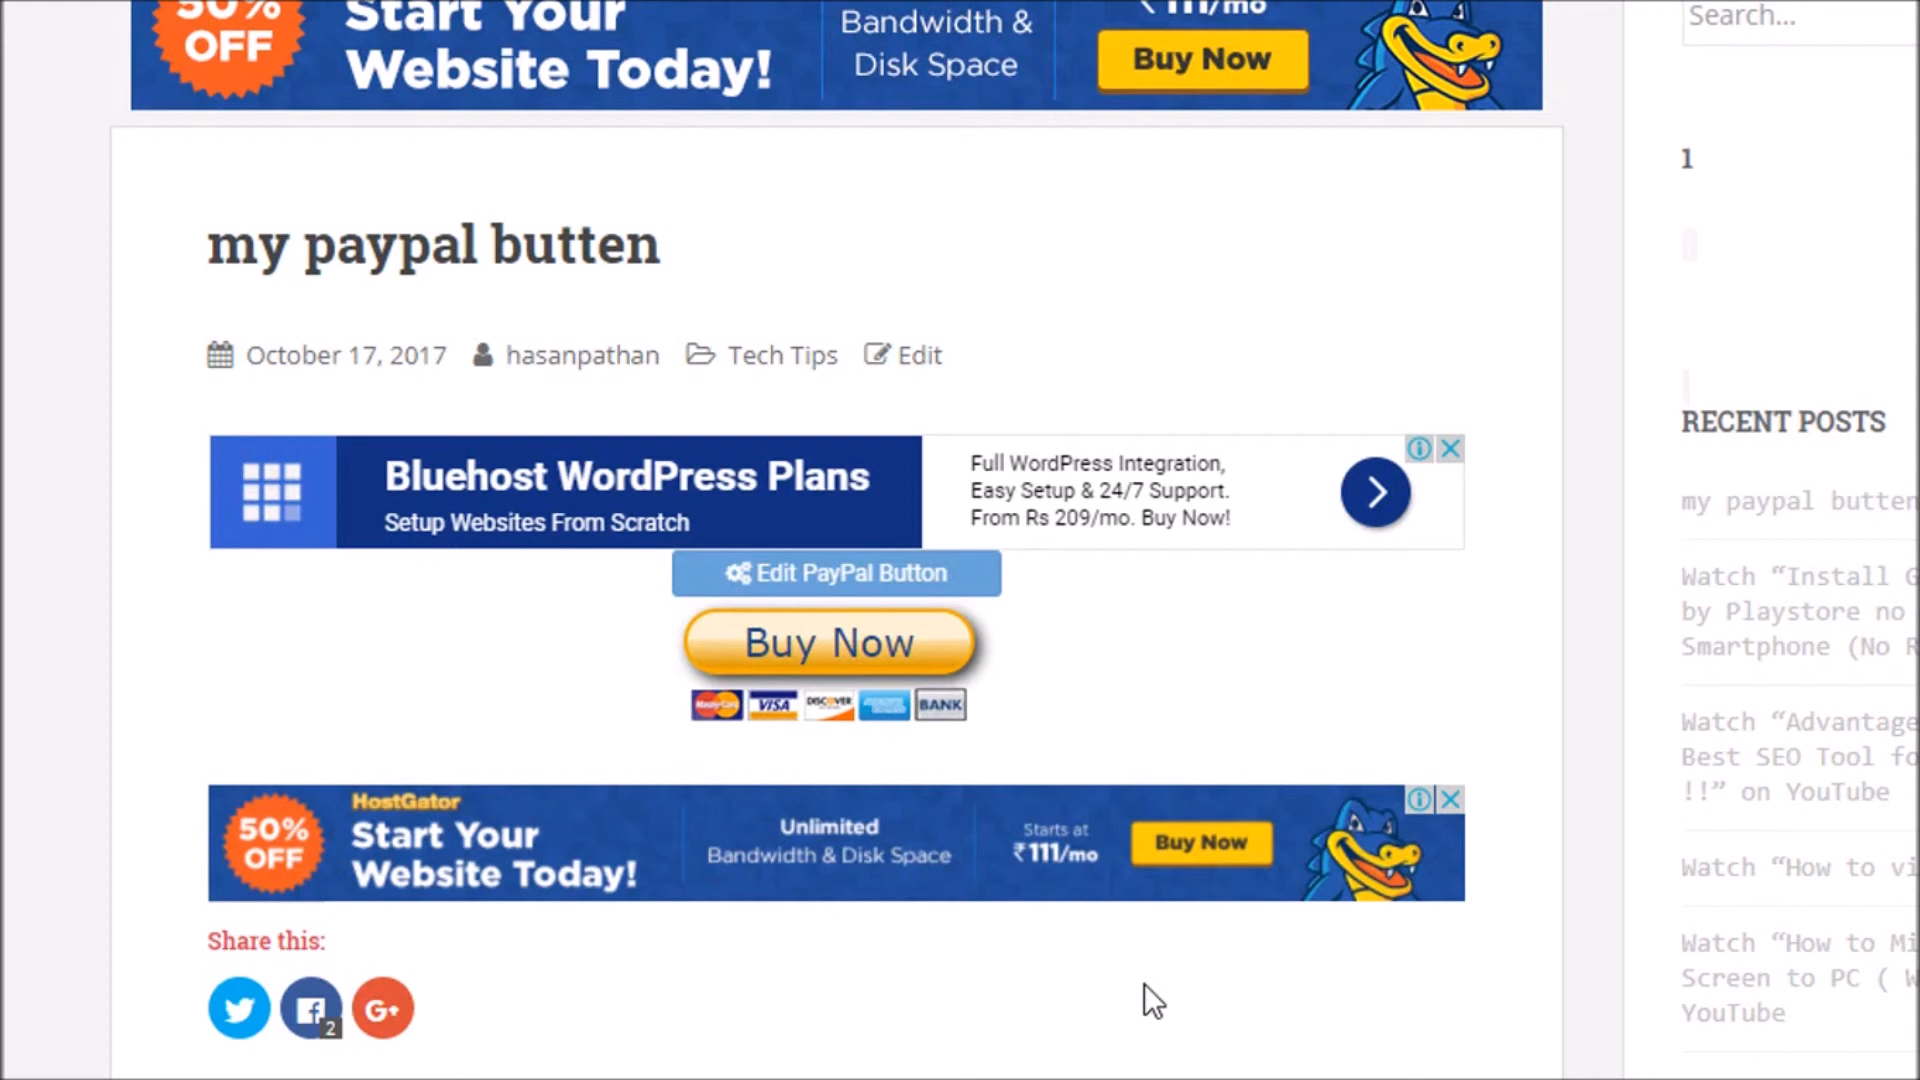 50%
OFF
Start Your
Website Today!
Bandwidth &
Disk Space
₹111/mo
Buy Now
Search...
1
my paypal butten
October 17, 2017 hasanpathan Tech Tips Edit
Bluehost WordPress Plans
Setup Websites From Scratch
Full WordPress Integration,
Easy Setup & 24/7 Support.
From Rs 209/mo. Buy Now!
Edit PayPal Button
Buy Now
MasterCard VISA DISCOVER BANK
HostGator
50%
OFF
Start Your
Website Today!
Unlimited
Bandwidth & Disk Space
Starts at
₹111/mo
Buy Now
Share this:
2
G+
RECENT POSTS
my paypal butten
Watch “Install G
by Playstore no
Smartphone (No R
Watch “Advantage
Best SEO Tool fo
!!” on YouTube
Watch “How to vi
Watch “How to Mi
Screen to PC ( W
YouTube